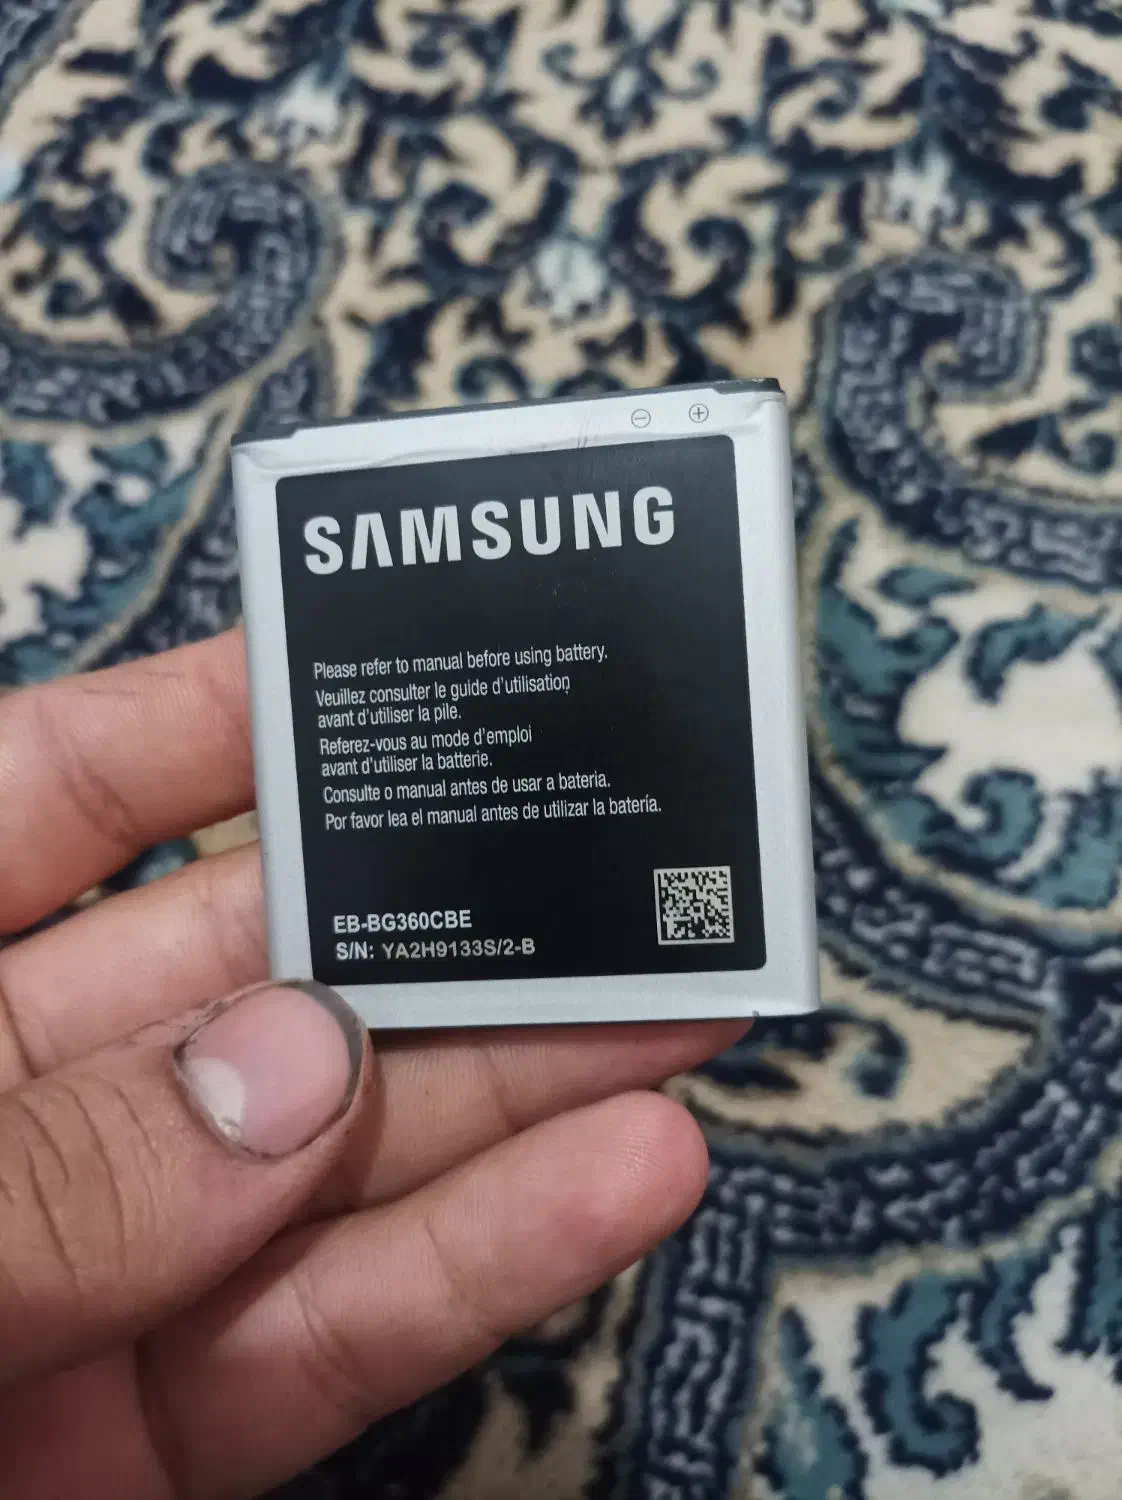 ⊖ ⊕
SAMSUNG
Please refer to manual before using battery.
Veuillez consulter le guide d'utilisation
avant d'utiliser la pile.
Referez-vous au mode d'emploi
avant d'utiliser la batterie.
Consulte o manual antes de usar a bateria.
Por favor lea el manual antes de utilizar la batería.
EB-BG360CBE
S/N: YA2H9133S/2-B